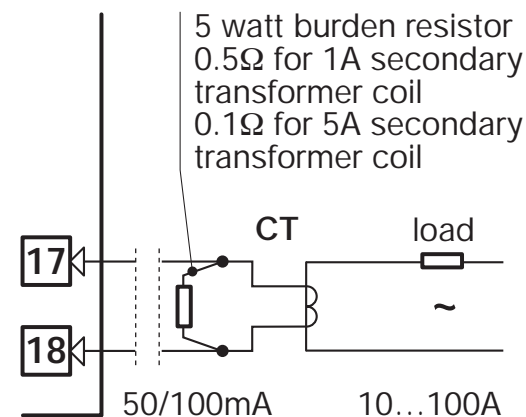 5 watt burden resistor
0.5Ω for 1A secondary
transformer coil
0.1Ω for 5A secondary
transformer coil
CT
load
17
~
18
50/100mA
10...100A